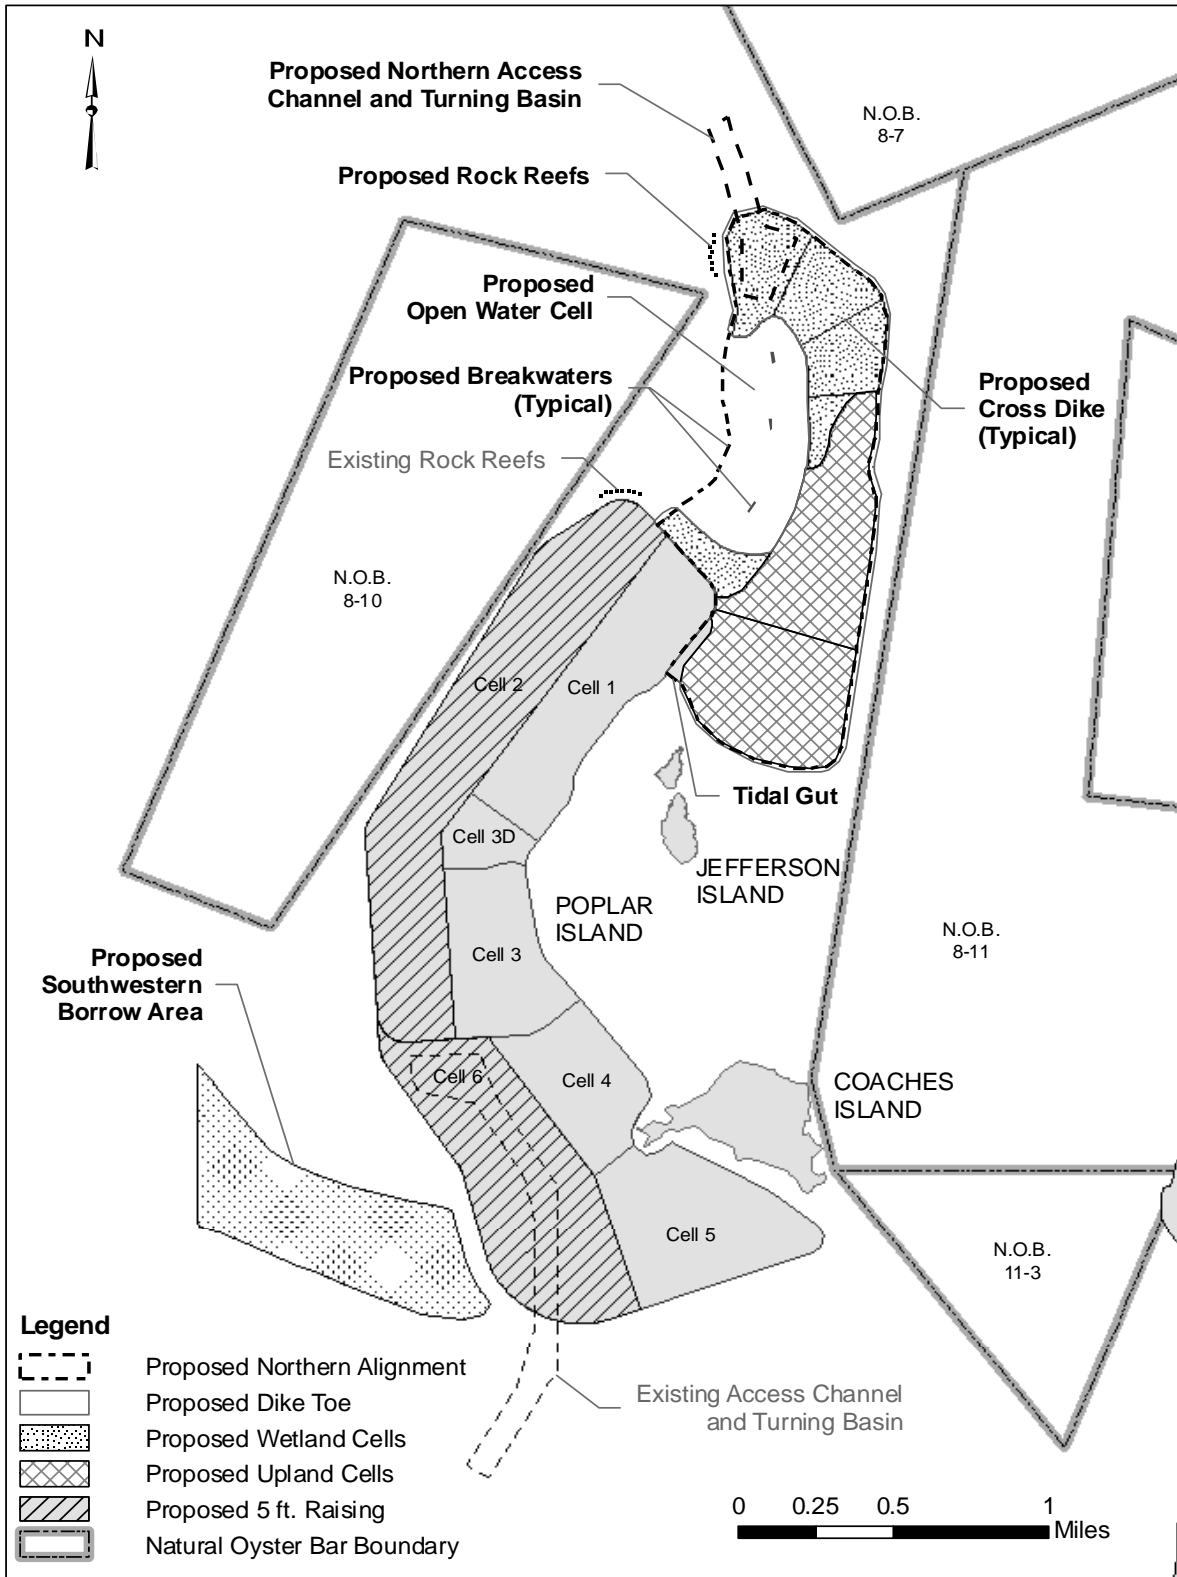 N
Proposed Northern Access
Channel and Turning Basin
N.O.B.
8-7
Proposed Rock Reefs
Proposed
Open Water Cell
Proposed Breakwaters
(Typical)
Proposed
Cross Dike
(Typical)
Existing Rock Reefs
N.O.B.
8-10
Cell 2
Cell 1
Tidal Gut
Cell 3D
JEFFERSON
ISLAND
POPLAR
ISLAND
N.O.B.
8-11
Cell 3
Proposed
Southwestern
Borrow Area
Cell 6
Cell 4
COACHES
ISLAND
Cell 5
N.O.B.
11-3
Legend
Proposed Northern Alignment
Proposed Dike Toe
Proposed Wetland Cells
Proposed Upland Cells
Proposed 5 ft. Raising
Natural Oyster Bar Boundary
Existing Access Channel
and Turning Basin
0 0.25 0.5 1
Miles